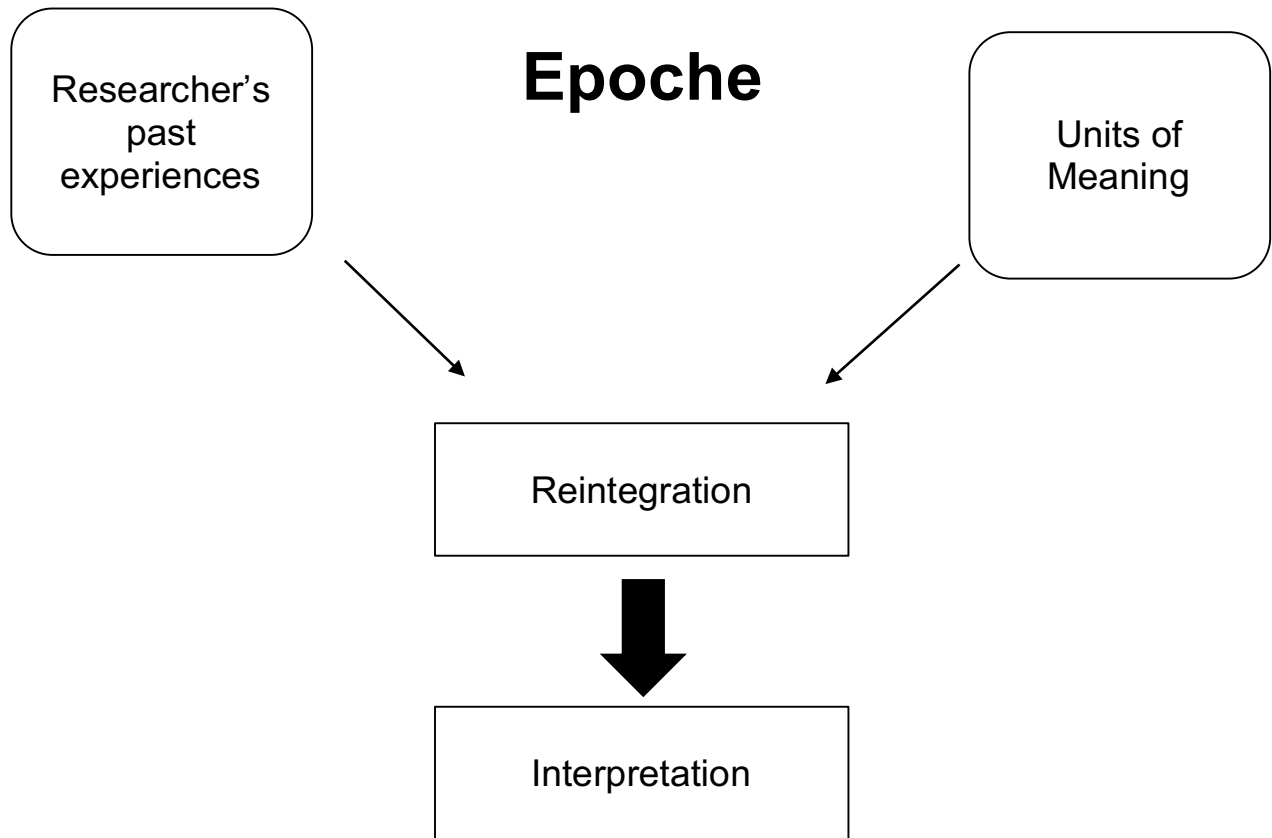 Epoche
Researcher’s
past
experiences
Units of
Meaning
Reintegration
Interpretation